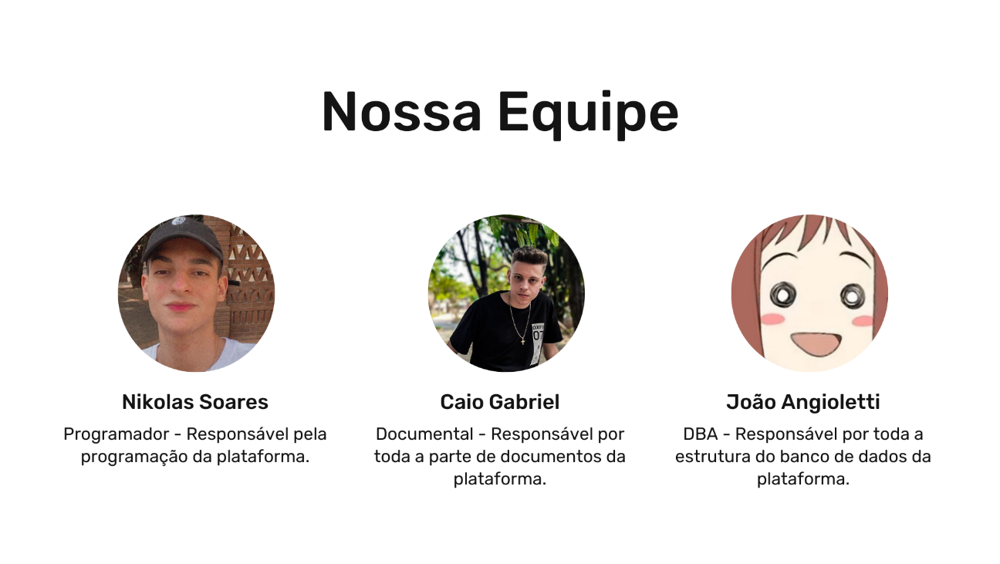 Nossa Equipe
07
Nikolas Soares
Caio Gabriel
João Angioletti
Programador - Responsável pela
programação da plataforma.
Documental - Responsável por
toda a parte de documentos da
plataforma.
DBA - Responsável por toda a
estrutura do banco de dados da
plataforma.